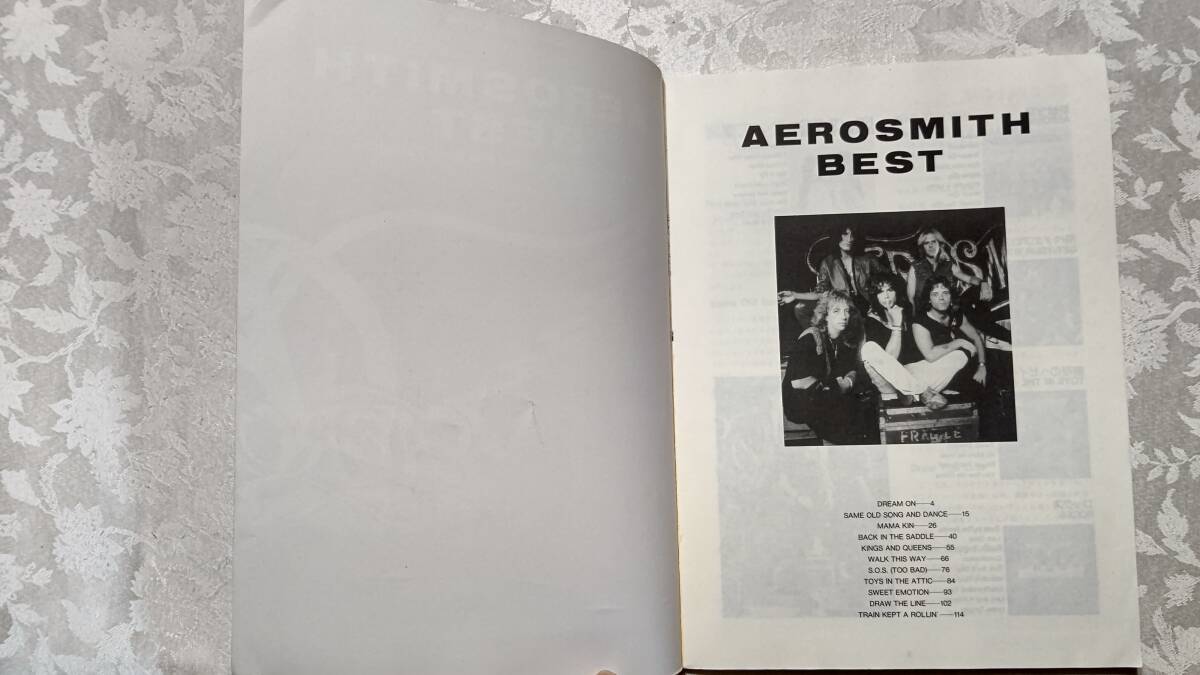 AEROSMITH
BEST
FRAGILE
DREAM ON——4
SAME OLD SONG AND DANCE——15
MAMA KIN——26
BACK IN THE SADDLE——40
KINGS AND QUEENS——55
WALK THIS WAY——66
S.O.S. (TOO BAD)——76
TOYS IN THE ATTIC——84
SWEET EMOTION——93
DRAW THE LINE——102
TRAIN KEPT A ROLLIN'——114